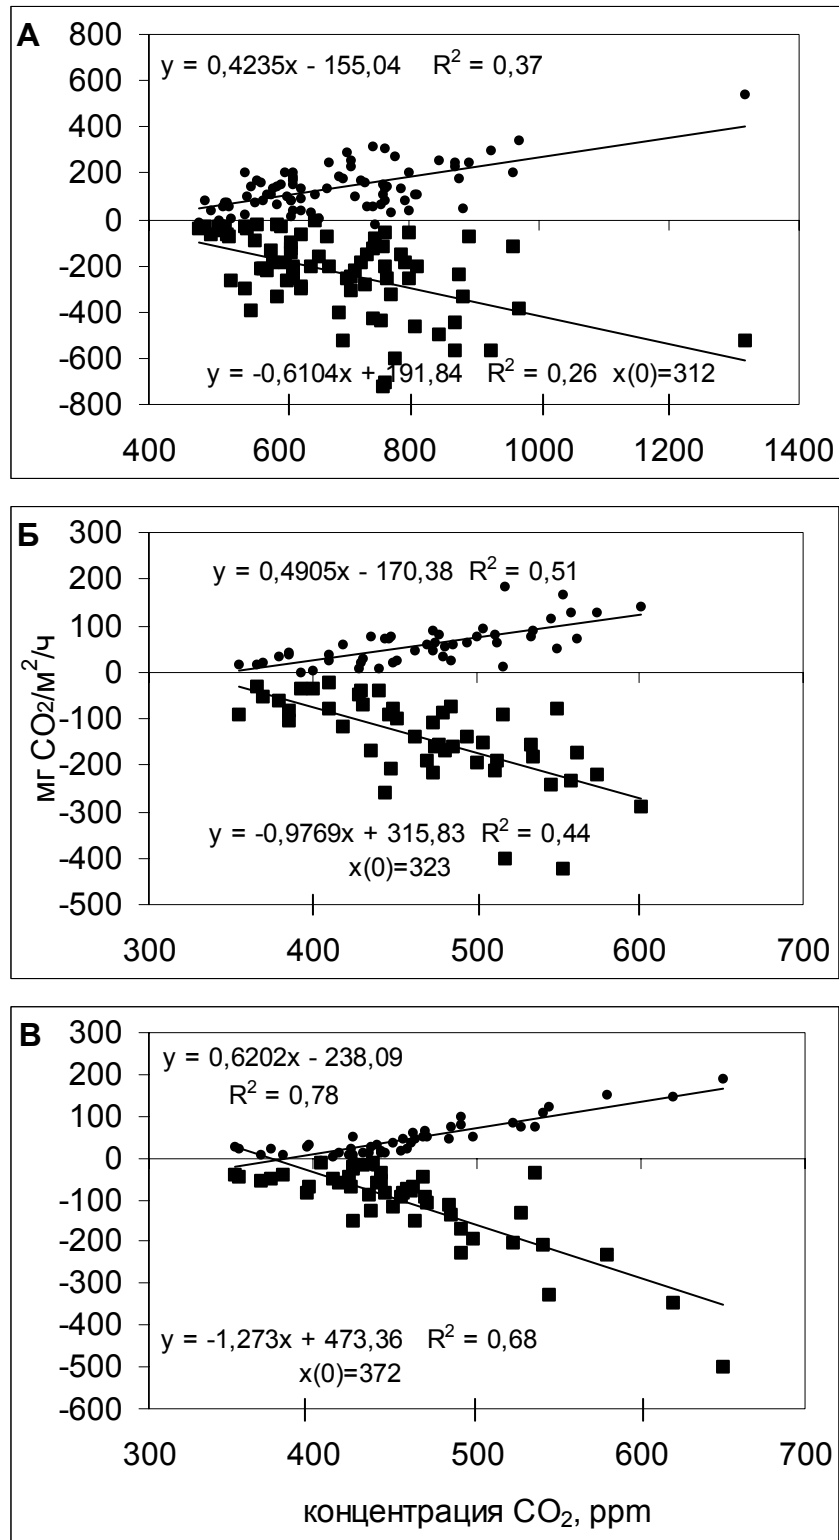 А
800
600
400
200
0
-200
-400
-600
-800
y = 0,4235x - 155,04 R² = 0,37
y = -0,6104x + 191,84 R² = 0,26 x(0)=312
400 600 800 1000 1200 1400
Б
300
200
100
0
-100
-200
-300
-400
-500
мг CO₂/м²/ч
y = 0,4905x - 170,38 R² = 0,51
y = -0,9769x + 315,83 R² = 0,44
x(0)=323
300 400 500 600 700
В
300
200
100
0
-100
-200
-300
-400
-500
-600
y = 0,6202x - 238,09
R² = 0,78
y = -1,273x + 473,36 R² = 0,68
x(0)=372
300 400 500 600 700
концентрация CO₂, ppm